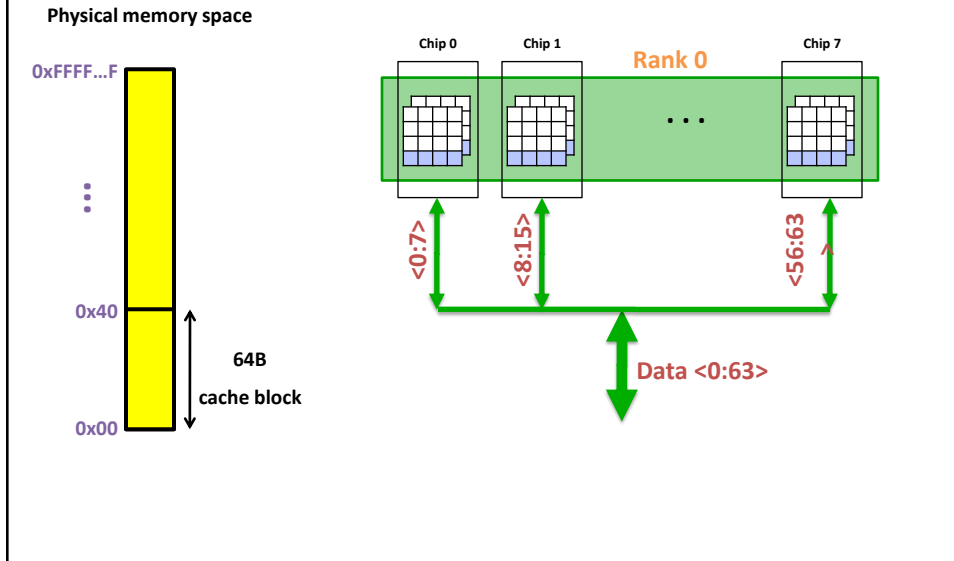 Physical memory space
0xFFFF...F
⋮
0x40
64B
cache block
0x00
Chip 0
Chip 1
Chip 7
Rank 0
. . .
<0:7>
<8:15>
<56:63
>
Data <0:63>